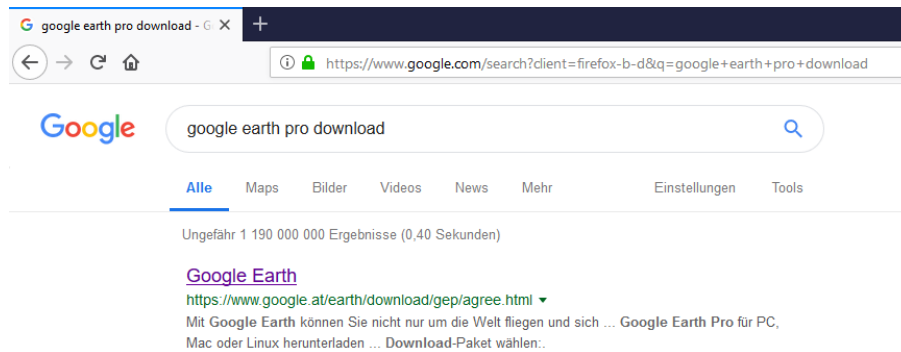 google earth pro download - G
https://www.google.com/search?client=firefox-b-d&q=google+earth+pro+download
Google
google earth pro download
Alle Maps Bilder Videos News Mehr Einstellungen Tools
Ungefähr 1 190 000 000 Ergebnisse (0,40 Sekunden)
Google Earth
https://www.google.at/earth/download/gep/agree.html
Mit Google Earth können Sie nicht nur um die Welt fliegen und sich ... Google Earth Pro für PC,
Mac oder Linux herunterladen ... Download-Paket wählen:.